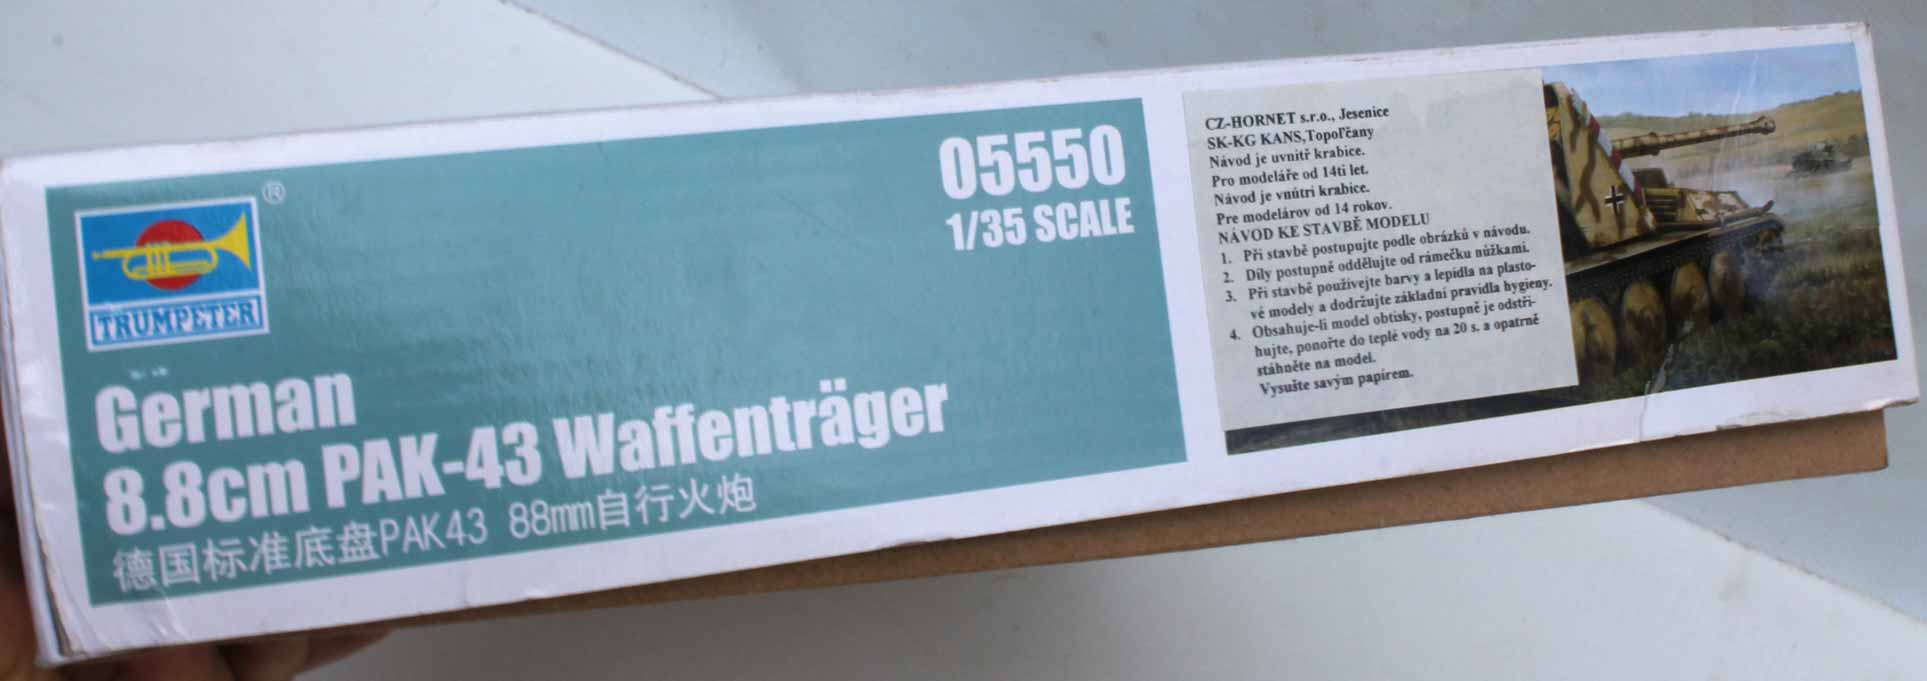 ®
TRUMPETER
05550
1/35 SCALE
German
8.8cm PAK-43 Waffenträger
德国标准底盘PAK43 88mm自行火炮
CZ-HORNET s.r.o., Jesenice
SK-KG KANS,Topoľčany
Návod je uvnitř krabice.
Pro modeláře od 14ti let.
Návod je vnútri krabice.
Pre modelárov od 14 rokov.
NÁVOD KE STAVBĚ MODELU
1. Při stavbě postupujte podle obrázků v návodu.
2. Díly postupně oddělujte od rámečku nůžkami.
3. Při stavbě používejte barvy a lepidla na plasto-
vé modely a dodržujte základní pravidla hygieny.
4. Obsahuje-li model obtisky, postupně je odstři-
hujte, ponořte do teplé vody na 20 s. a opatrně
stáhněte na model.
Vysušte savým papírem.